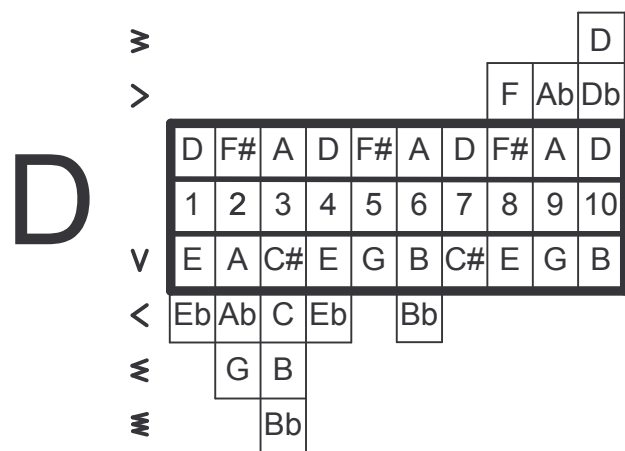 D
F Ab Db
D F# A D F# A D F# A D
D
1 2 3 4 5 6 7 8 9 10
E A C# E G B C# E G B
Eb Ab C Eb Bb
G B
Bb